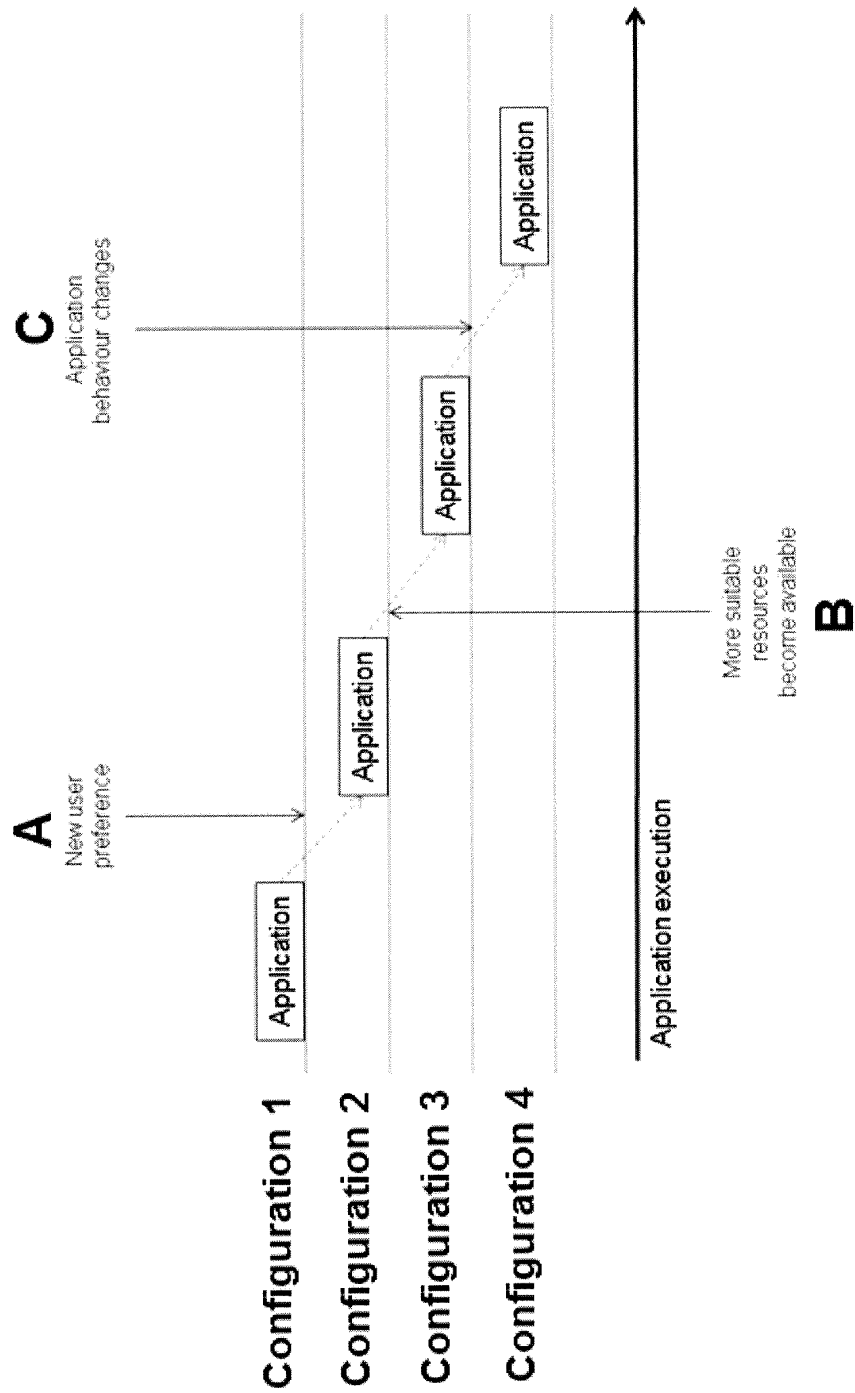 A
New user
preference
C
Application
behaviour changes
Configuration 1
Application
Configuration 2
Application
Configuration 3
Application
Configuration 4
Application
Application execution
More suitable
resources
become available
B